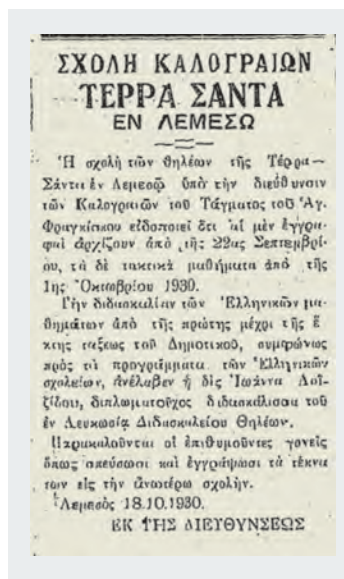 ΣΧΟΛΗ ΚΑΛΟΓΡΑΙΩΝ
ΤΕΡΡΑ ΣΑΝΤΑ
ΕΝ ΛΕΜΕΣΩ
Ἡ σχολὴ τῶν θηλέων τῆς Τέρρα—
Σάντα ἐν Λεμεσῷ ὑπὸ τὴν διεύθυνσιν
τῶν Καλογραιῶν τοῦ Τάγματος τοῦ Ἁγ.
Φραγκίσκου εἰδοποιεῖ ὅτι αἱ μὲν ἐγγρα-
φαὶ ἀρχίζουν ἀπὸ τῆς 22ας Σεπτεμβρί-
ου, τὰ δὲ τακτικὰ μαθήματα ἀπὸ τῆς
1ης Ὀκτωβρίου 1930.
Τὴν διδασκαλίαν τῶν Ἑλληνικῶν μα-
θημάτων ἀπὸ τῆς πρώτης μέχρι τῆς ἕ
κτης τάξεως τοῦ Δημοτικοῦ, συμφώνως
πρὸς τὰ προγράμματα τῶν Ἑλληνικῶν
σχολείων, ἀνέλαβεν ἡ δὶς Ἰωάννα Λοϊ-
ζίδου, διπλωματοῦχος διδασκάλισσα τοῦ
ἐν Λευκωσίᾳ Διδασκαλείου Θηλέων.
Παρακαλοῦνται οἱ ἐπιθυμοῦντες γονεῖς
ὅπως σπεύσωσι καὶ ἐγγράψωσι τὰ τέκνα
των εἰς τὴν ἀνωτέρω σχολήν.
Λεμεσὸς 18.10.1930.
ΕΚ ΤΗΣ ΔΙΕΥΘΥΝΣΕΩΣ